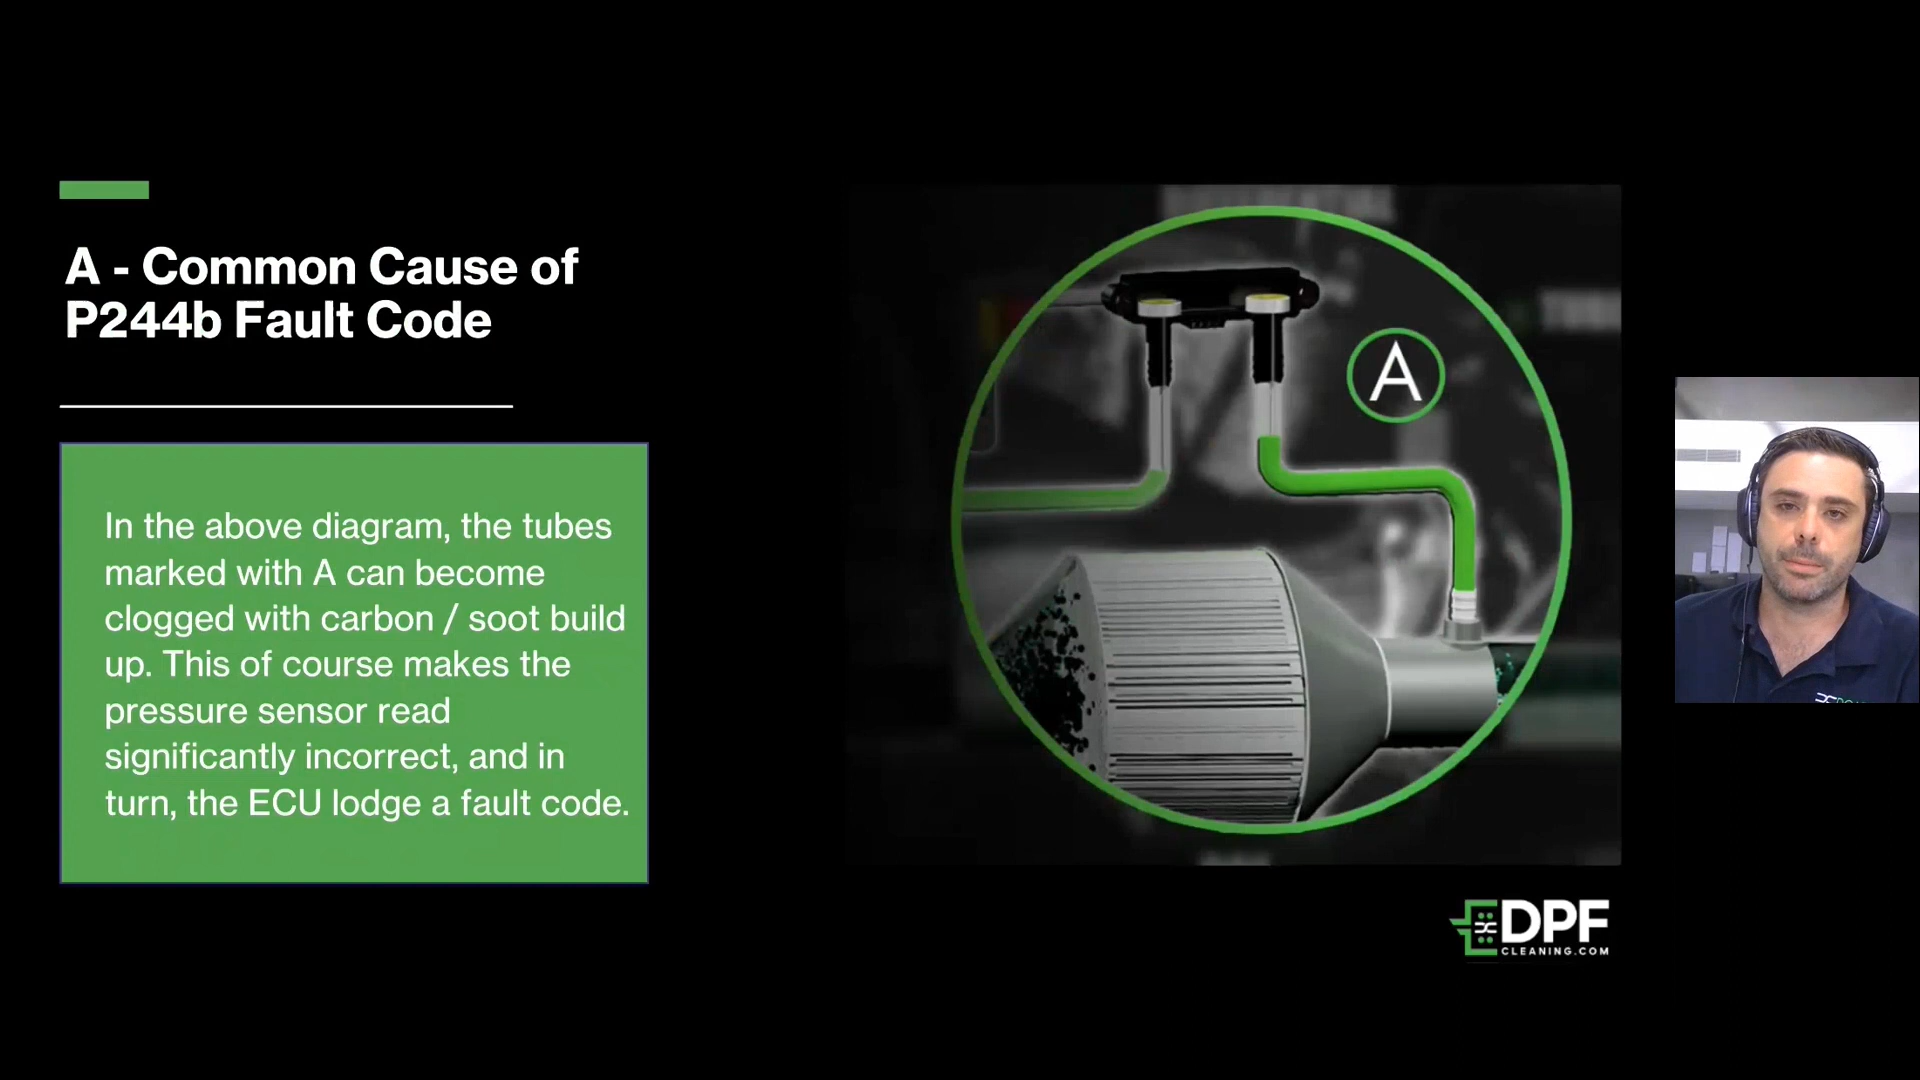 A - Common Cause of
P244b Fault Code
In the above diagram, the tubes
marked with A can become
clogged with carbon / soot build
up. This of course makes the
pressure sensor read
significantly incorrect, and in
turn, the ECU lodge a fault code.
A
DPF
CLEANING.COM